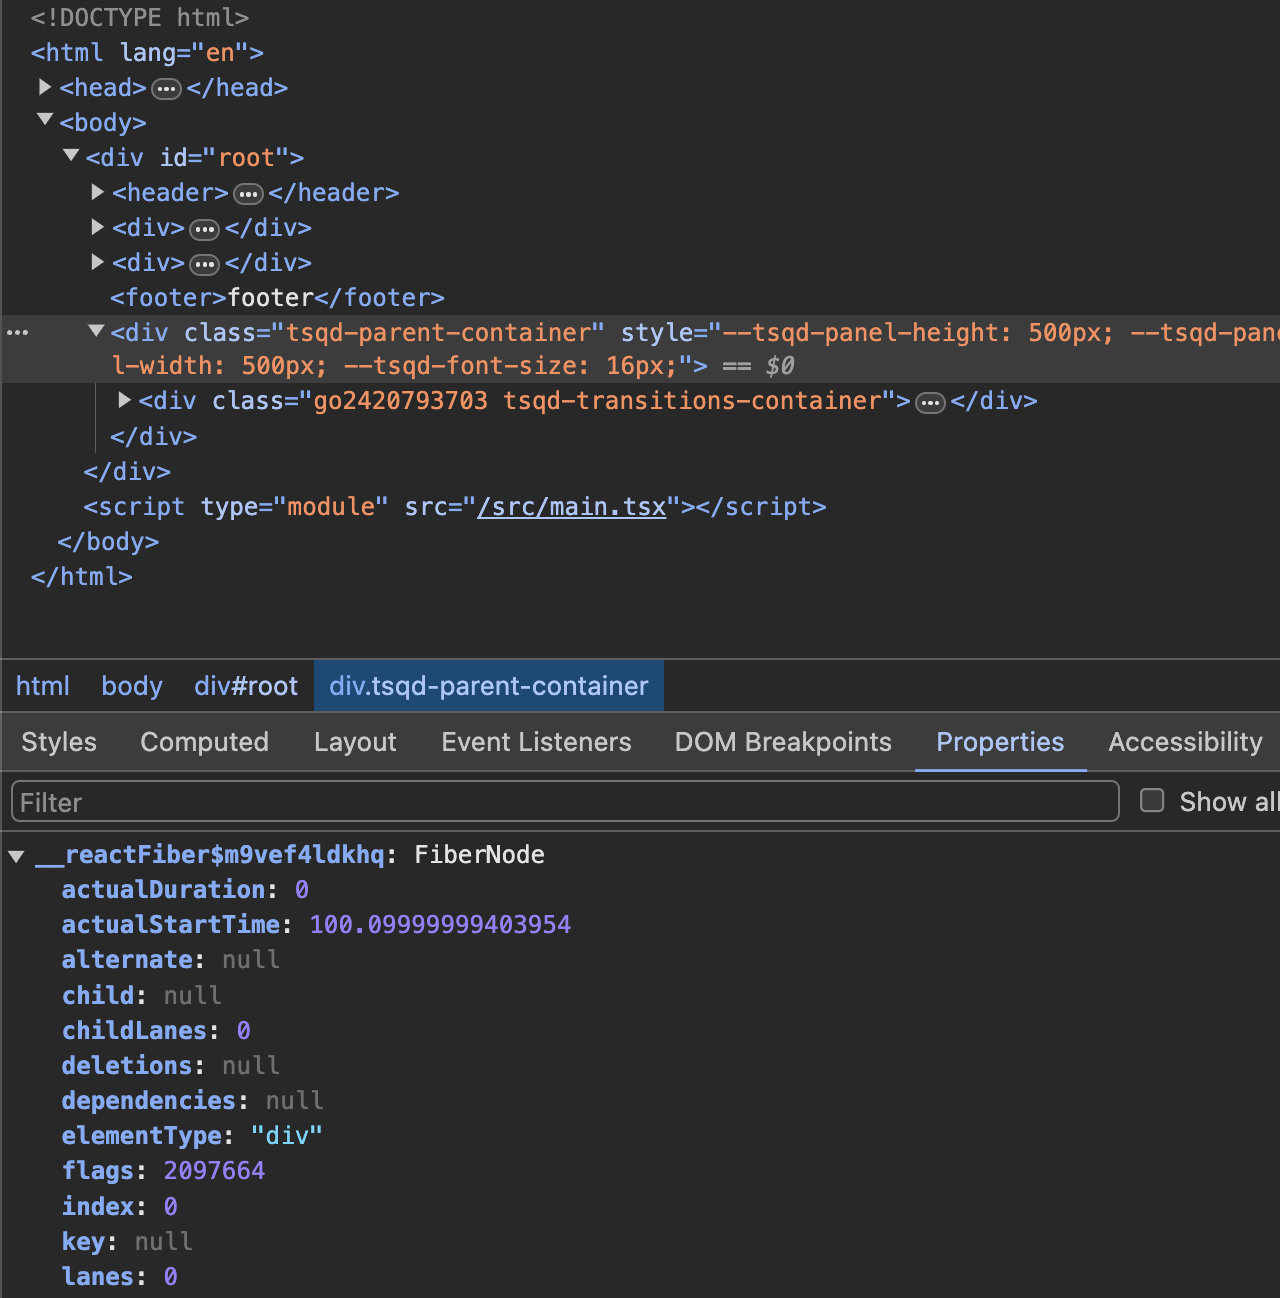 <!DOCTYPE html>
<html lang="en">
<head>…</head>
<body>
<div id="root">
<header>…</header>
<div>…</div>
<div>…</div>
<footer>footer</footer>
<div class="tsqd-parent-container" style="--tsqd-panel-height: 500px; --tsqd-pane
l-width: 500px; --tsqd-font-size: 16px;"> == $0
<div class="go2420793703 tsqd-transitions-container">…</div>
</div>
</div>
<script type="module" src="/src/main.tsx"></script>
</body>
</html>
html body div#root div.tsqd-parent-container
Styles Computed Layout Event Listeners DOM Breakpoints Properties Accessibility
Filter Show all
__reactFiber$m9vef4ldkhq: FiberNode
actualDuration: 0
actualStartTime: 100.09999999403954
alternate: null
child: null
childLanes: 0
deletions: null
dependencies: null
elementType: "div"
flags: 2097664
index: 0
key: null
lanes: 0